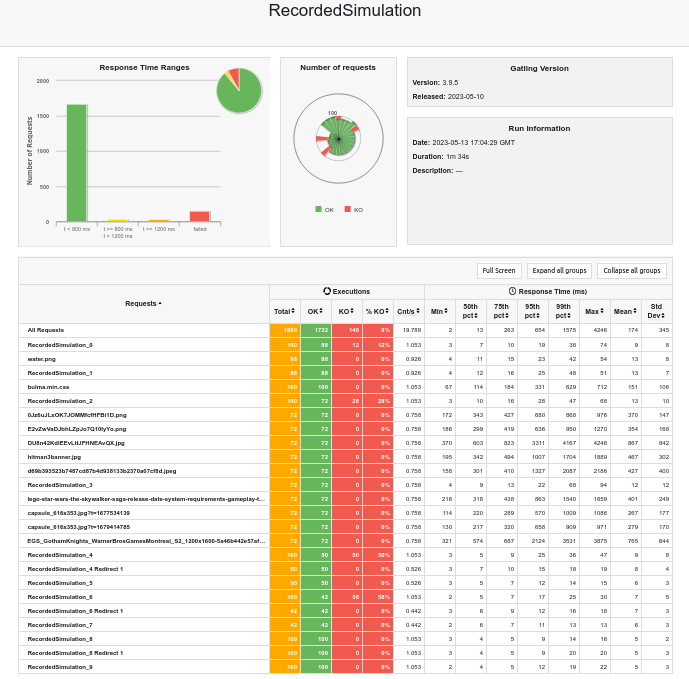 RecordedSimulation
Response Time Ranges
2000
1500
1000
500
0
Number of Requests
t < 800 ms
t >= 800 ms
t < 1200 ms
t >= 1200 ms
failed
Number of requests
100
OK KO
Gatling Version
Version: 3.9.5
Released: 2023-05-10
Run Information
Date: 2023-05-13 17:04:29 GMT
Duration: 1m 34s
Description: —
Full Screen Expand all groups Collapse all groups
Requests Executions Response Time (ms)
Total OK KO % KO Cnt/s Min 50th pct 75th pct 95th pct 99th pct Max Mean Std Dev
All Requests 1880 1732 148 8% 19.789 2 13 263 654 1575 4246 174 345
RecordedSimulation_0 100 88 12 12% 1.053 3 7 10 19 38 74 9 8
water.png 88 88 0 0% 0.926 4 11 15 23 42 54 13 8
RecordedSimulation_1 88 88 0 0% 0.926 4 12 16 25 48 51 13 7
bulma.min.css 100 100 0 0% 1.053 67 114 184 331 629 712 151 106
RecordedSimulation_2 100 72 28 28% 1.053 3 10 16 28 47 68 13 10
72 72 0 0% 0.758 172 343 427 680 868 976 370 147
72 72 0 0% 0.758 186 299 419 636 950 1270 354 168
72 72 0 0% 0.758 370 603 823 3311 4167 4246 867 842
hitman3banner.jpg 72 72 0 0% 0.758 195 342 494 1007 1704 1889 467 302
d69b393523b7487cd87b4d938133b2370a07cf8d.jpeg 72 72 0 0% 0.758 158 301 410 1327 2087 2186 427 400
RecordedSimulation_3 72 72 0 0% 0.758 4 9 13 22 68 94 12 12
lego-star-wars-the-skywalker-saga-release-date-system-requirements-gameplay-t... 72 72 0 0% 0.758 216 318 438 863 1540 1659 401 249
capsule_616x353.jpg?t=1677534139 72 72 0 0% 0.758 114 220 289 570 1009 1086 267 177
capsule_616x353.jpg?t=1679414785 72 72 0 0% 0.758 130 217 320 658 909 971 279 170
EGS_GothamKnights_WarnerBrosGamesMontreal_S2_1200x1600-5a46b442e57af... 72 72 0 0% 0.758 321 574 687 2124 3531 3875 765 644
RecordedSimulation_4 100 50 50 50% 1.053 3 5 9 25 36 47 9 8
RecordedSimulation_4 Redirect 1 50 50 0 0% 0.526 3 7 10 15 18 19 8 4
RecordedSimulation_5 50 50 0 0% 0.526 3 5 7 12 14 15 6 3
RecordedSimulation_6 100 42 58 58% 1.053 2 5 7 17 25 30 7 5
RecordedSimulation_6 Redirect 1 42 42 0 0% 0.442 3 6 9 12 16 18 7 3
RecordedSimulation_7 42 42 0 0% 0.442 2 6 7 11 13 13 6 3
RecordedSimulation_8 100 100 0 0% 1.053 3 4 5 9 14 16 5 2
RecordedSimulation_8 Redirect 1 100 100 0 0% 1.053 3 4 5 9 20 20 5 3
RecordedSimulation_9 100 100 0 0% 1.053 2 4 5 12 19 22 5 3